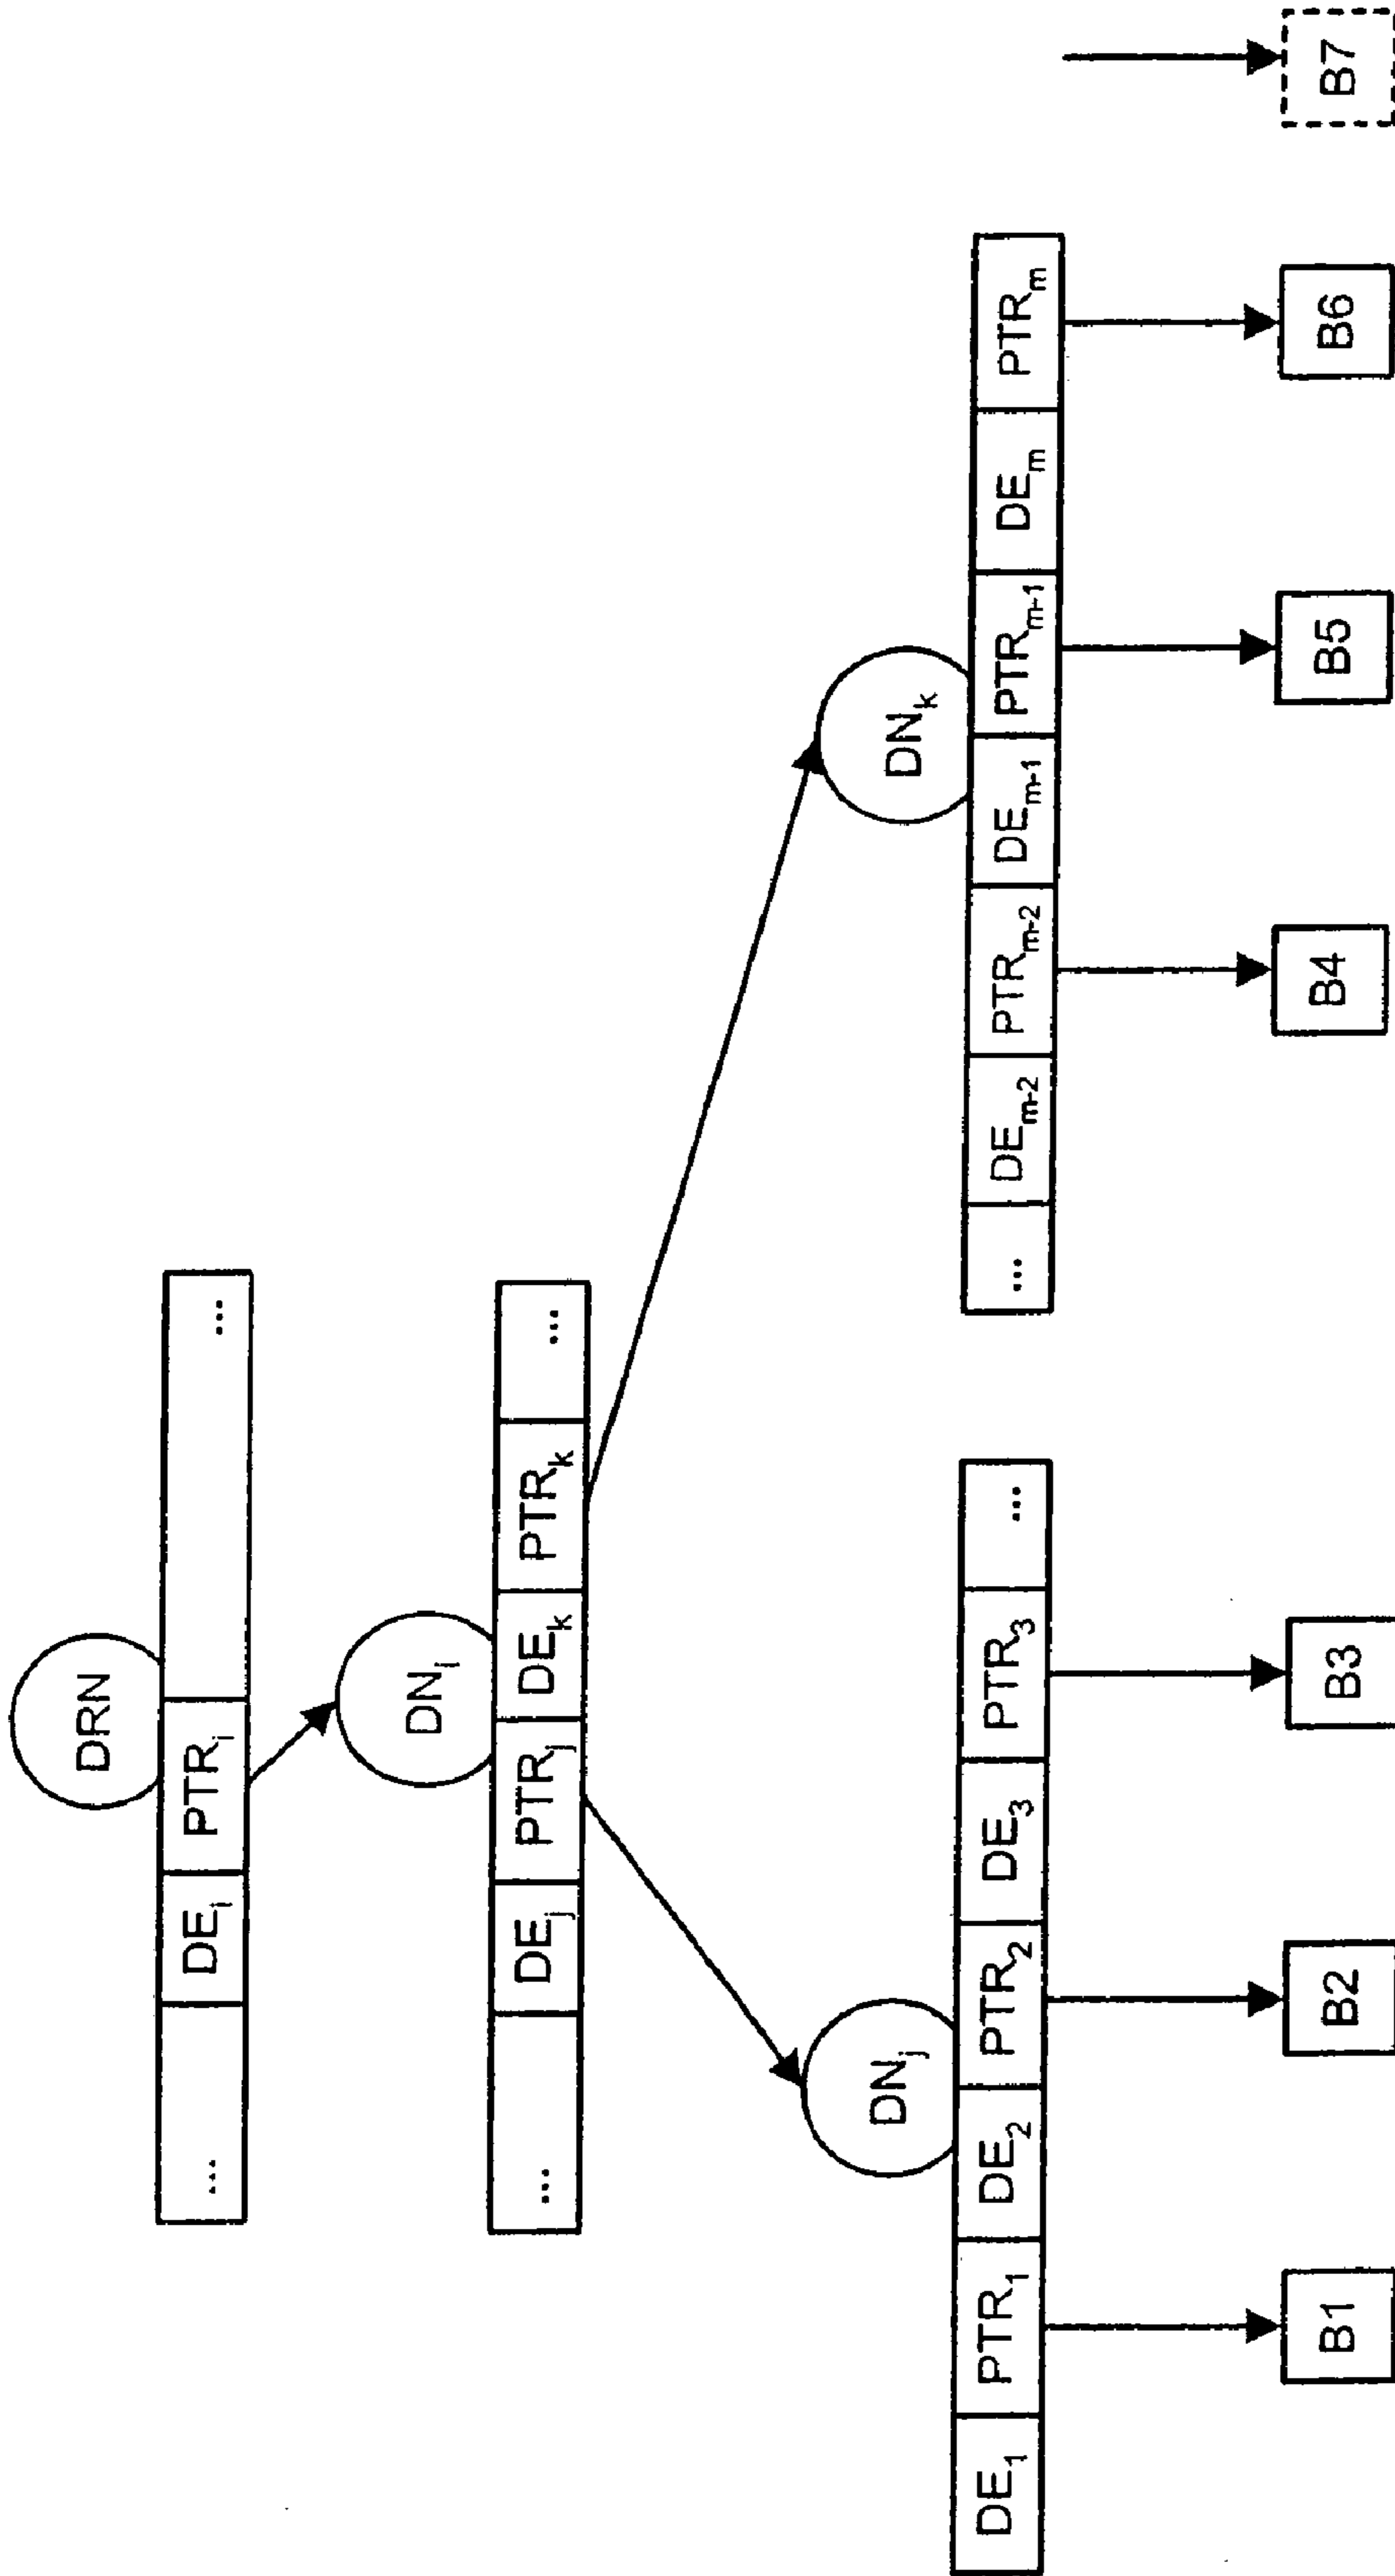 DRN
... DE_i PTR_i ...
DN_i
... DE_j PTR_j DE_k PTR_k ...
DN_j
DE_1 PTR_1 DE_2 PTR_2 DE_3 PTR_3 ...
DN_k
... DE_m-2 PTR_m-2 DE_m-1 PTR_m-1 DE_m PTR_m
B1 B2 B3 B4 B5 B6 B7